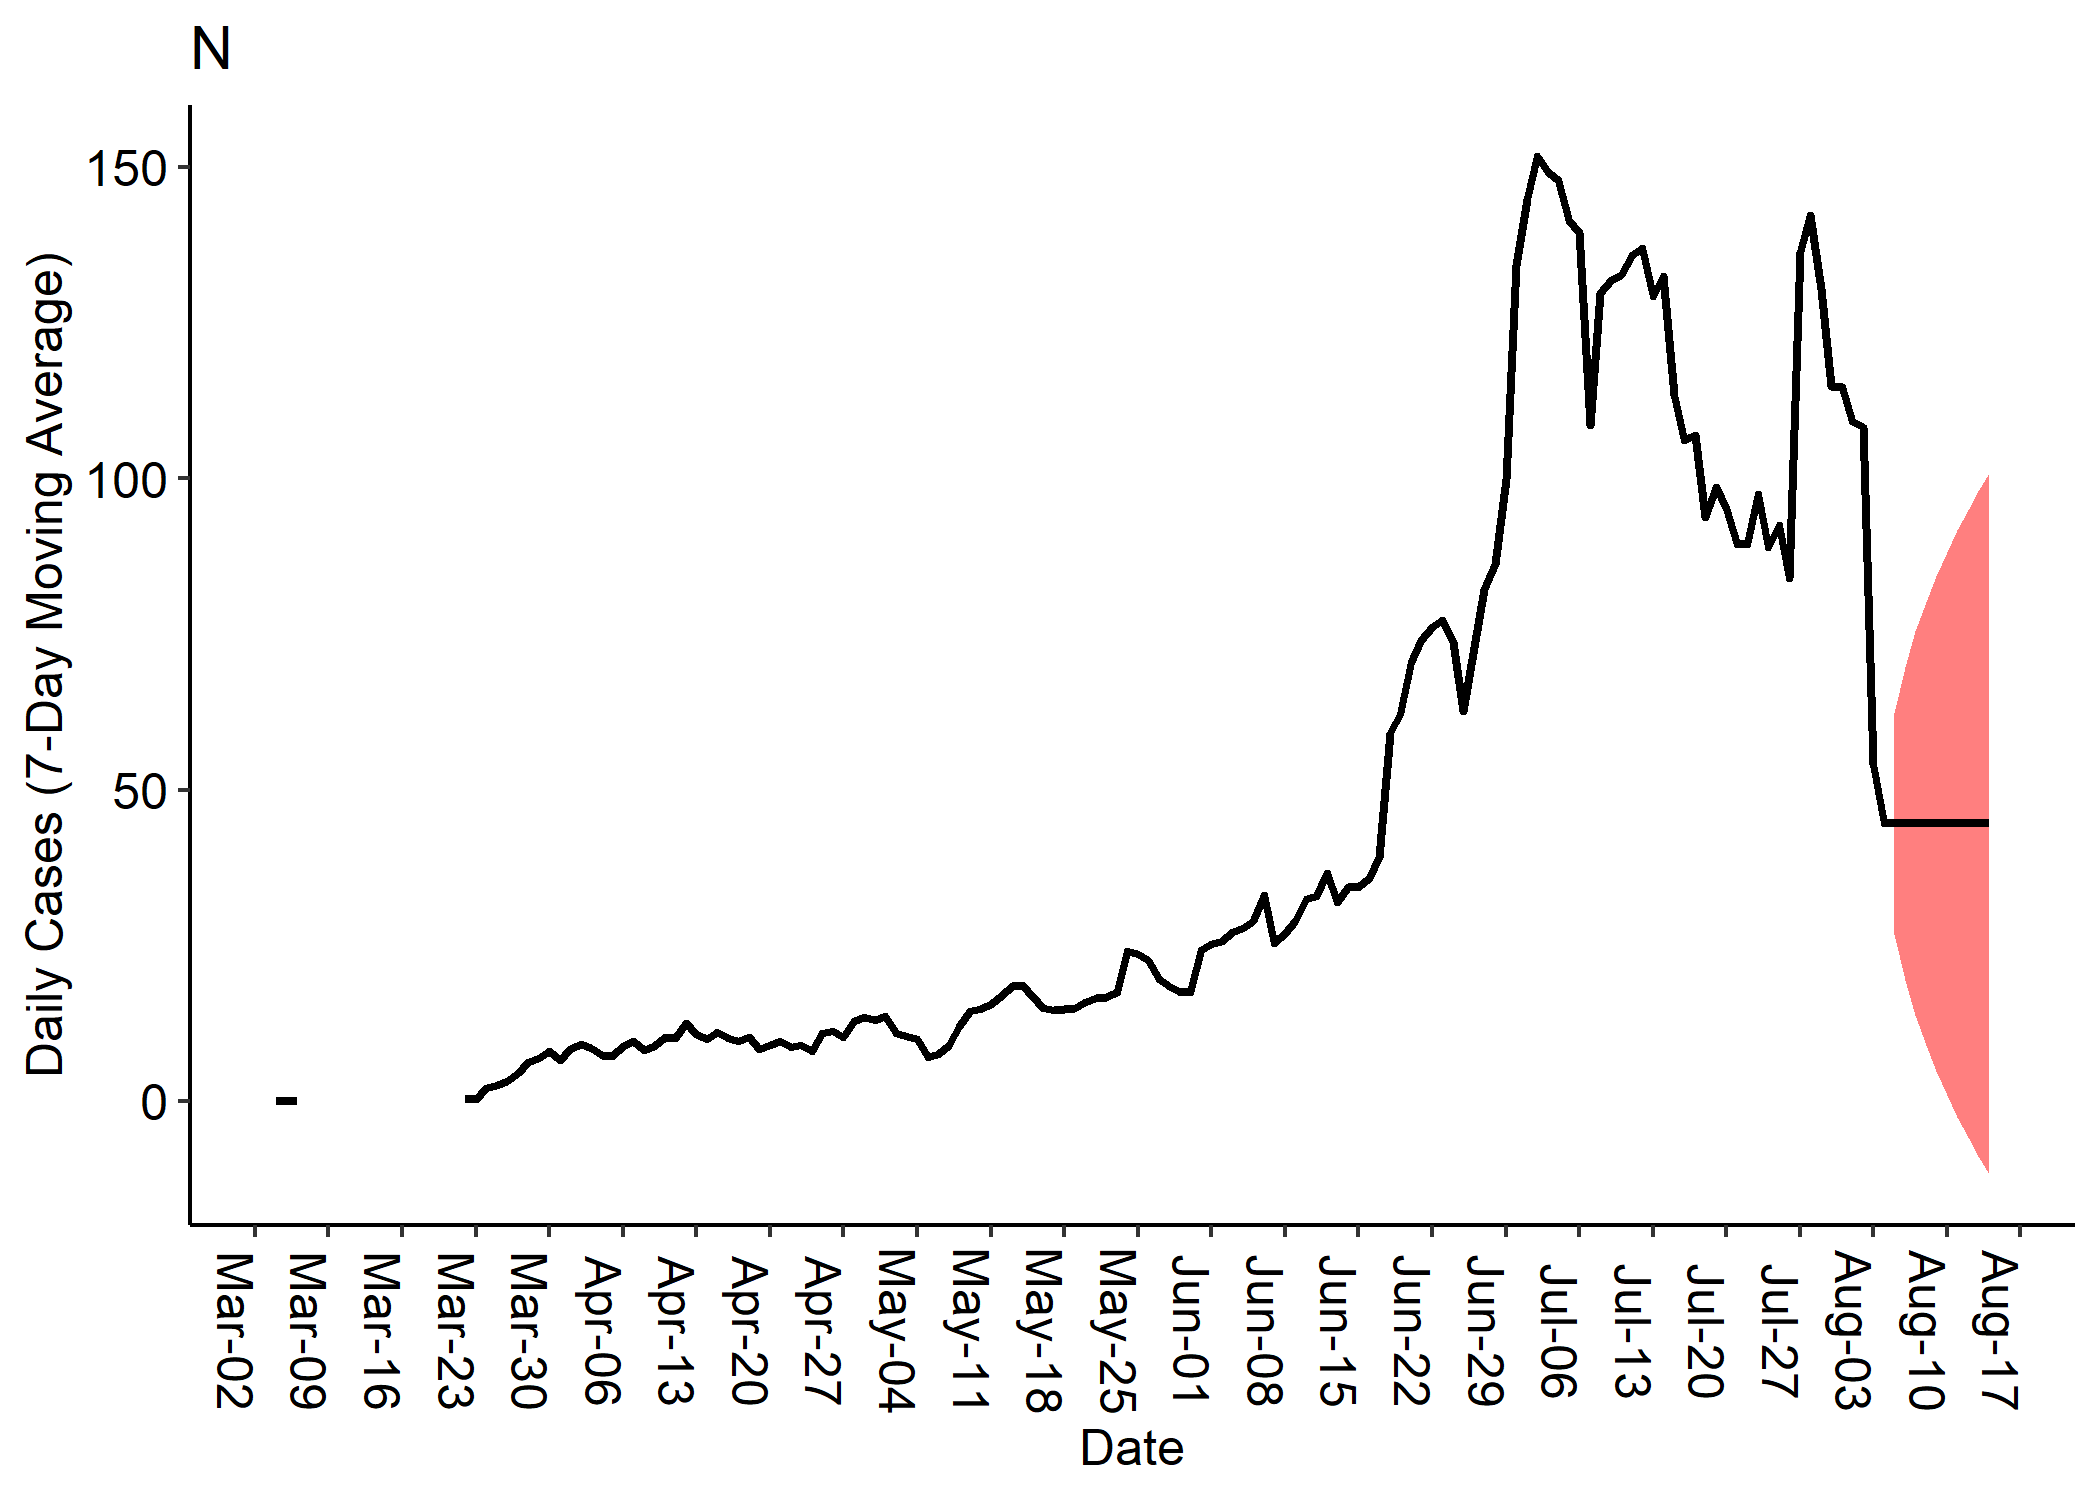 N
Daily Cases (7-Day Moving Average)
150
100
50
0
Mar-02
Mar-09
Mar-16
Mar-23
Mar-30
Apr-06
Apr-13
Apr-20
Apr-27
May-04
May-11
May-18
May-25
Jun-01
Jun-08
Jun-15
Jun-22
Jun-29
Jul-06
Jul-13
Jul-20
Jul-27
Aug-03
Aug-10
Aug-17
Date